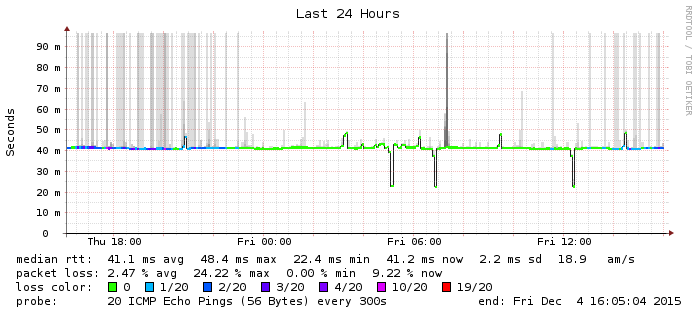 Last 24 Hours
RRDTOOL / TOBI OETIKER
Seconds
90 m
80 m
70 m
60 m
50 m
40 m
30 m
20 m
10 m
0
Thu 18:00 Fri 00:00 Fri 06:00 Fri 12:00
median rtt: 41.1 ms avg 48.4 ms max 22.4 ms min 41.2 ms now 2.2 ms sd 18.9 am/s
packet loss: 2.47 % avg 24.22 % max 0.00 % min 9.22 % now
loss color: 0 1/20 2/20 3/20 4/20 10/20 19/20
probe: 20 ICMP Echo Pings (56 Bytes) every 300s end: Fri Dec 4 16:05:04 2015